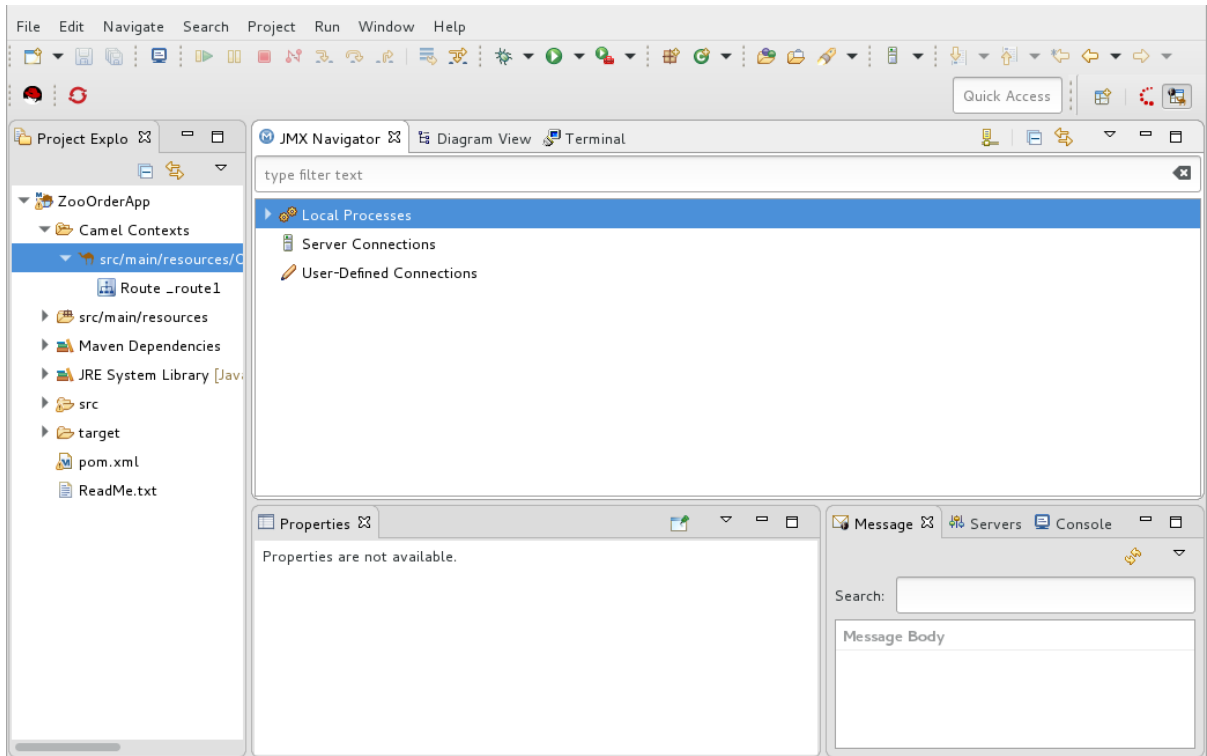 File Edit Navigate Search Project Run Window Help
Quick Access
Project Explo
ZooOrderApp
Camel Contexts
src/main/resources/C
Route _route1
src/main/resources
Maven Dependencies
JRE System Library [Java
src
target
pom.xml
ReadMe.txt
JMX Navigator Diagram View Terminal
type filter text
Local Processes
Server Connections
User-Defined Connections
Properties
Properties are not available.
Message Servers Console
Search:
Message Body